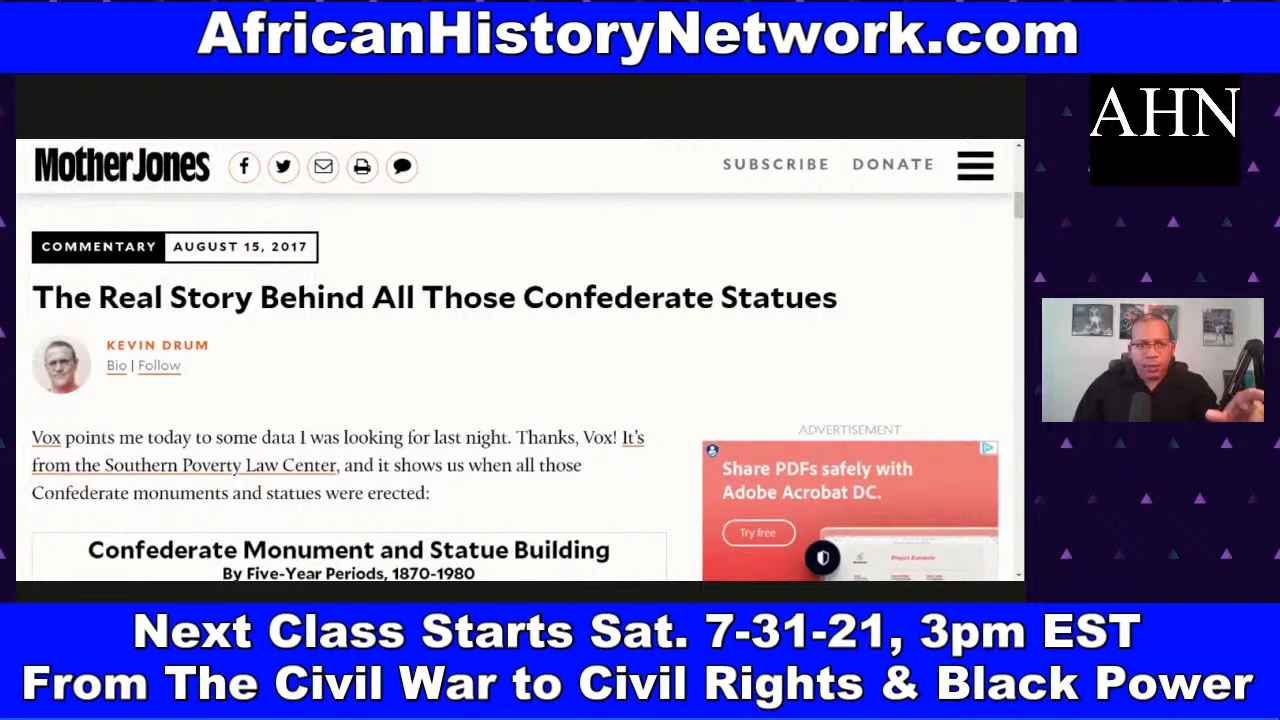 AfricanHistoryNetwork.com
AHN
Mother Jones
SUBSCRIBE DONATE
COMMENTARY AUGUST 15, 2017
The Real Story Behind All Those Confederate Statues
KEVIN DRUM
Bio | Follow
Vox points me today to some data I was looking for last night. Thanks, Vox! It's
from the Southern Poverty Law Center, and it shows us when all those
Confederate monuments and statues were erected:
ADVERTISEMENT
Share PDFs safely with
Adobe Acrobat DC.
Try free
Confederate Monument and Statue Building
By Five-Year Periods, 1870-1980
Next Class Starts Sat. 7-31-21, 3pm EST
From The Civil War to Civil Rights & Black Power